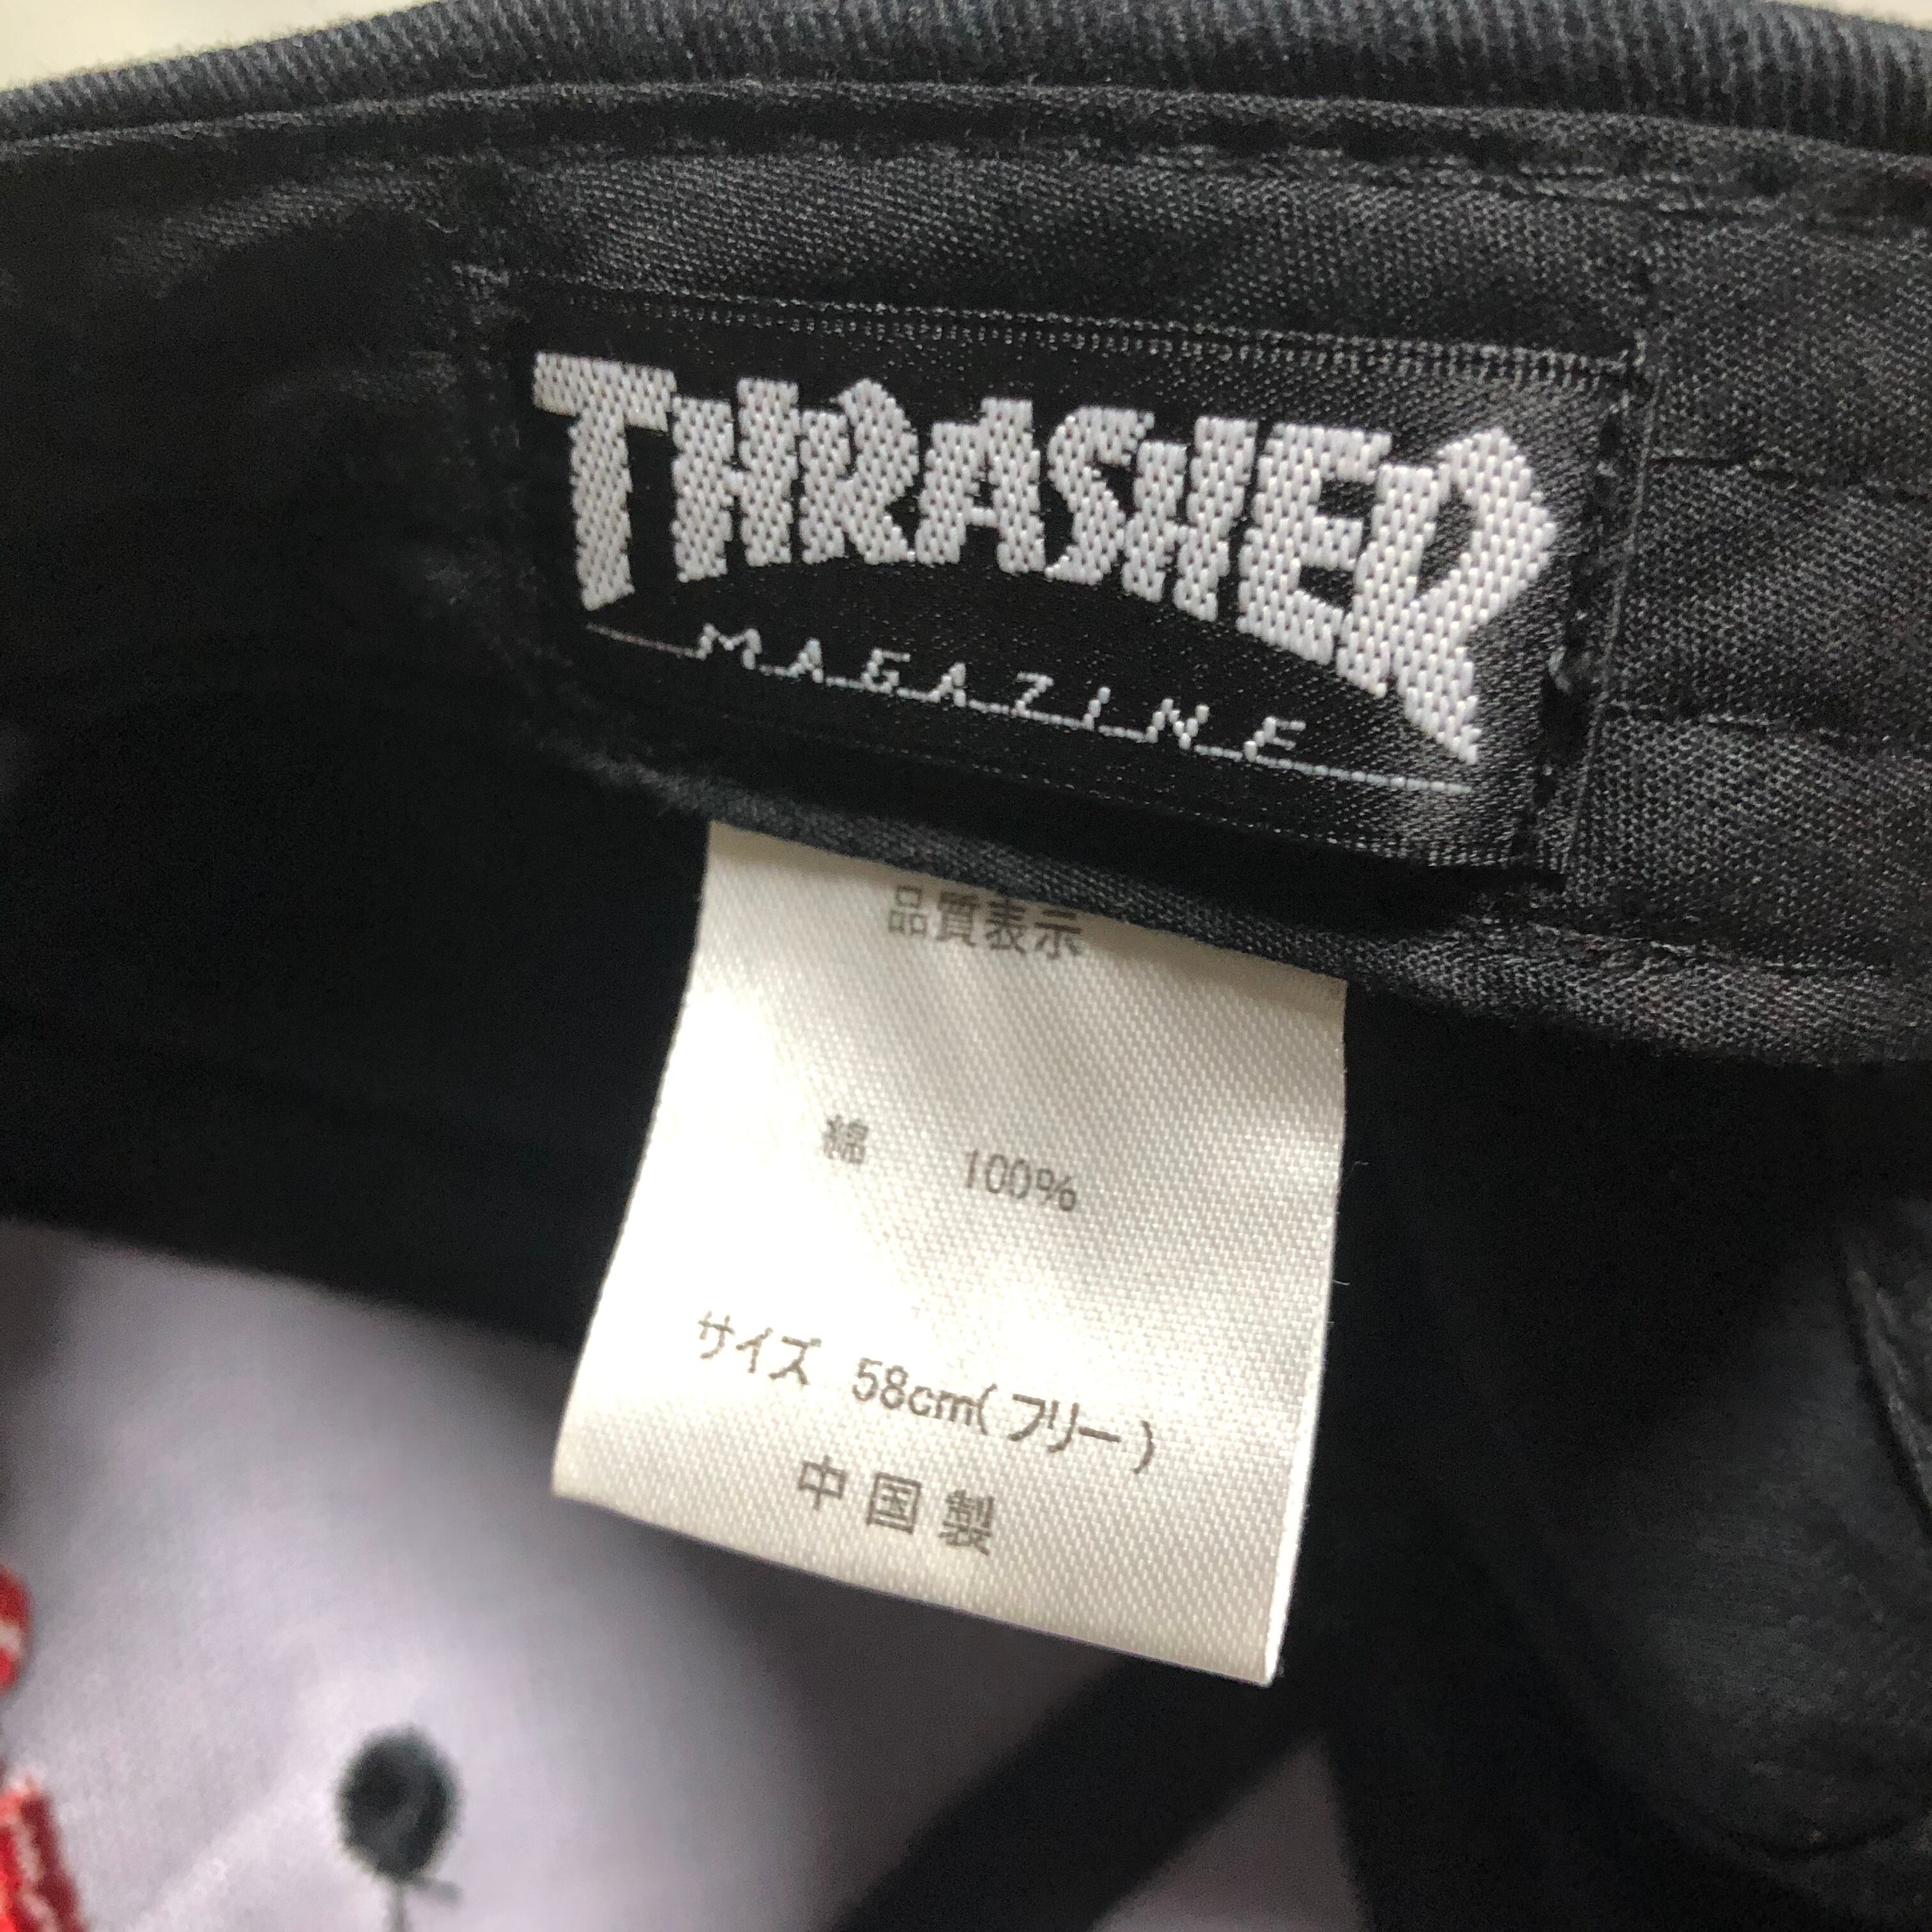 THRASHER
MAGAZINE
品質表示
綿 100%
サイズ 58cm(フリー)
中国製